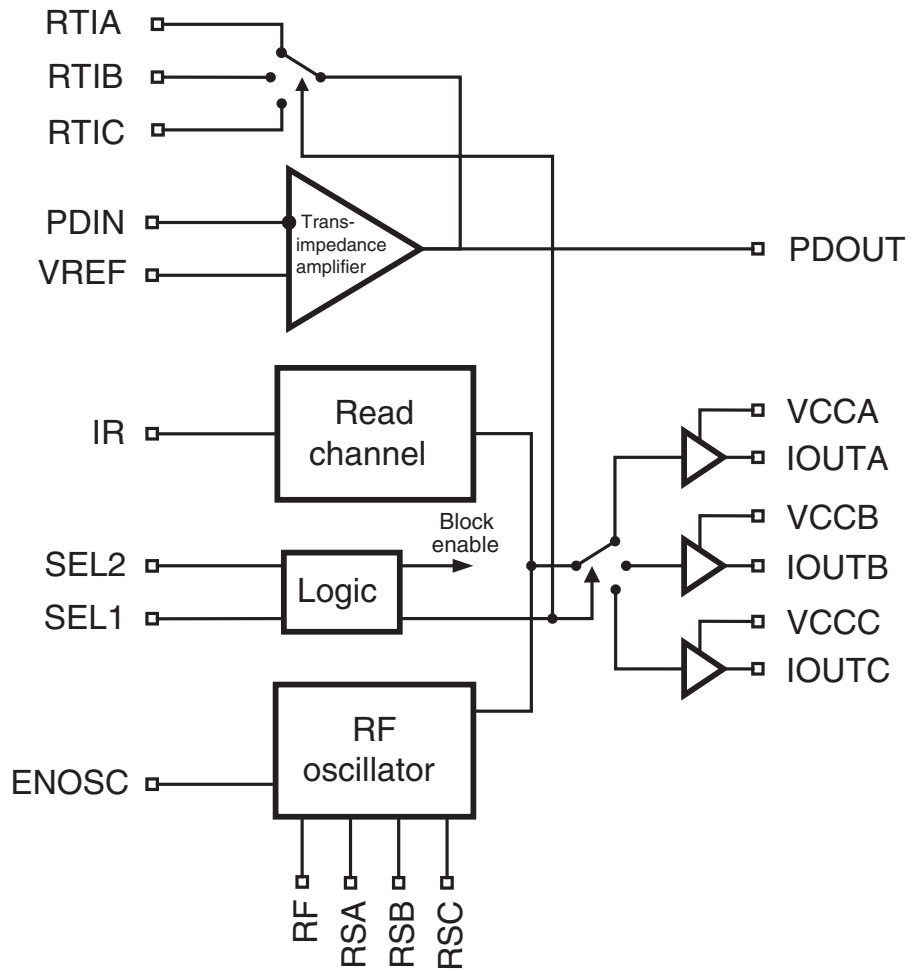 RTIA
RTIB
RTIC
PDIN
VREF
Trans-
impedance
amplifier
PDOUT
IR
Read
channel
VCCA
IOUTA
VCCB
IOUTB
VCCC
IOUTC
Block
enable
SEL2
SEL1
Logic
ENOSC
RF
oscillator
RF
RSA
RSB
RSC